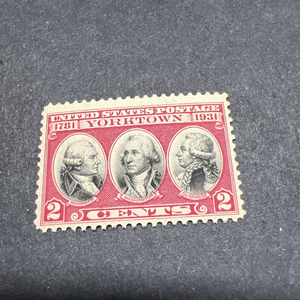 UNITED STATES POSTAGE
1781 YORKTOWN 1931
2 CENTS 2